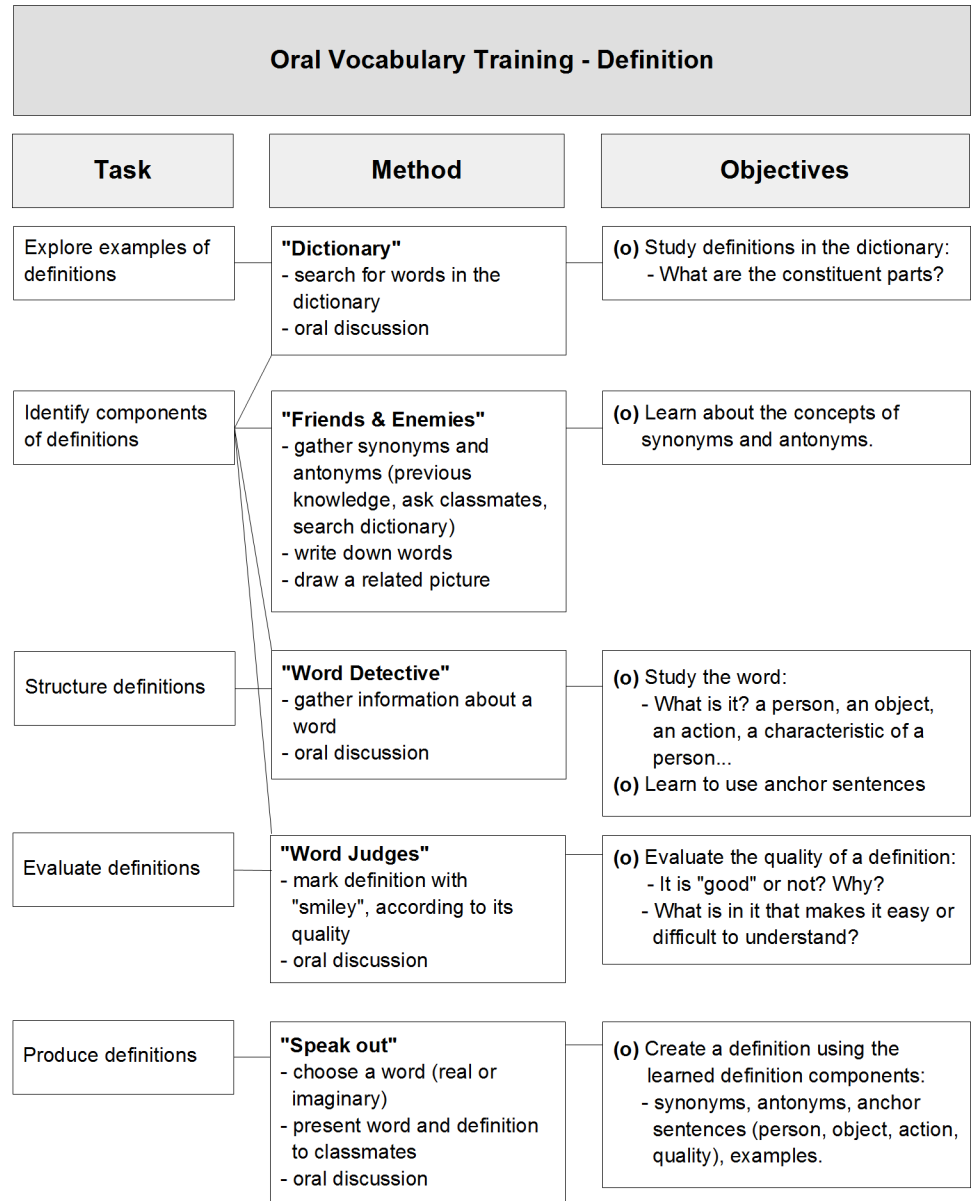 Oral Vocabulary Training - Definition
Task
Method
Objectives
Explore examples of
definitions
"Dictionary"
- search for words in the
dictionary
- oral discussion
(o) Study definitions in the dictionary:
- What are the constituent parts?
Identify components
of definitions
"Friends & Enemies"
- gather synonyms and
antonyms (previous
knowledge, ask classmates,
search dictionary)
- write down words
- draw a related picture
(o) Learn about the concepts of
synonyms and antonyms.
Structure definitions
"Word Detective"
- gather information about a
word
- oral discussion
(o) Study the word:
- What is it? a person, an object,
an action, a characteristic of a
person...
(o) Learn to use anchor sentences
Evaluate definitions
"Word Judges"
- mark definition with
"smiley", according to its
quality
- oral discussion
(o) Evaluate the quality of a definition:
- It is "good" or not? Why?
- What is in it that makes it easy or
difficult to understand?
Produce definitions
"Speak out"
- choose a word (real or
imaginary)
- present word and definition
to classmates
- oral discussion
(o) Create a definition using the
learned definition components:
- synonyms, antonyms, anchor
sentences (person, object, action,
quality), examples.